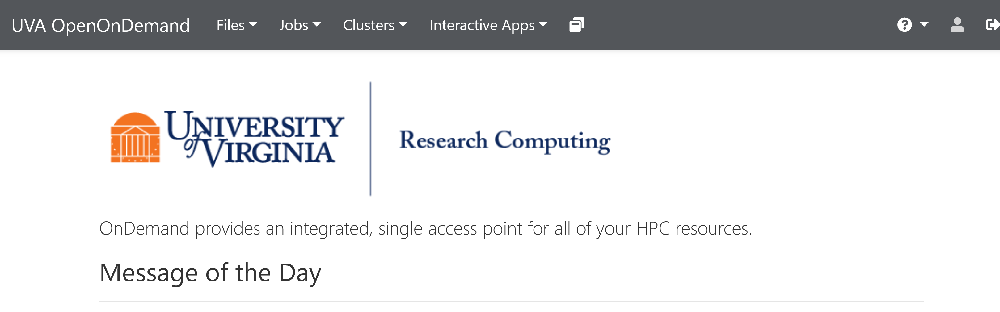 UVA OpenOnDemand Files Jobs Clusters Interactive Apps
UNIVERSITY
of VIRGINIA
Research Computing
OnDemand provides an integrated, single access point for all of your HPC resources.
Message of the Day